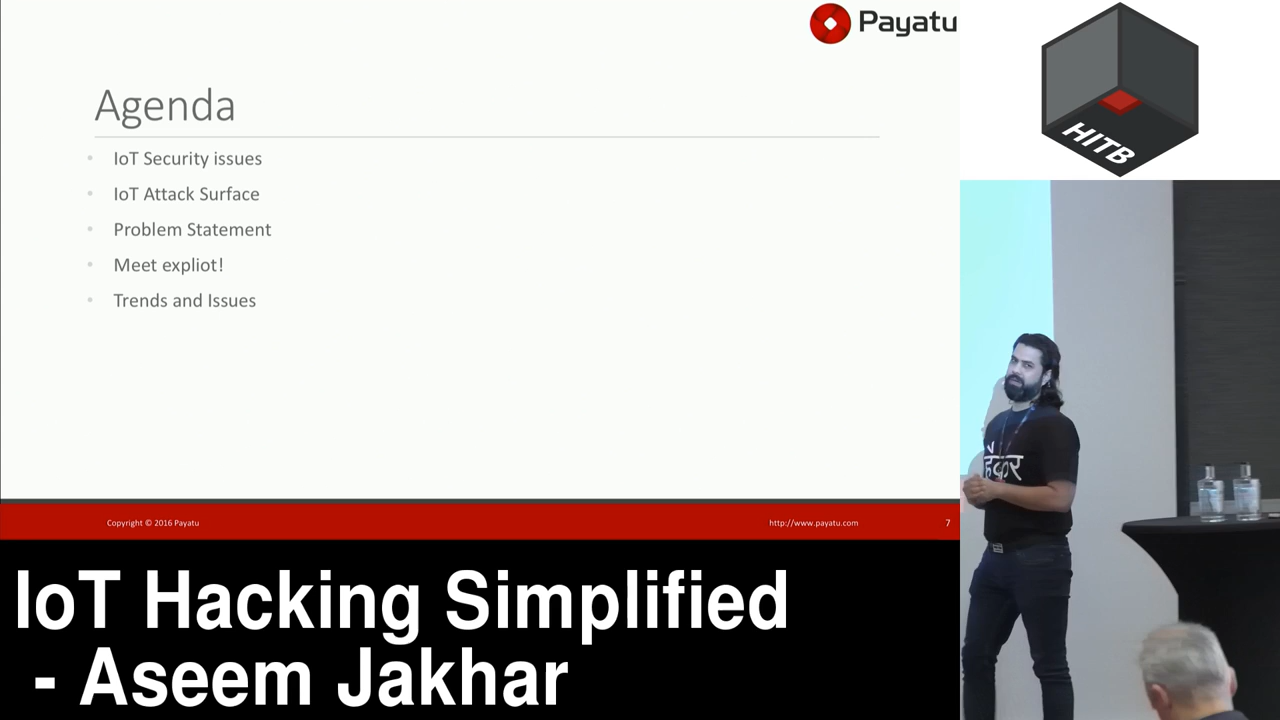 Payatu
Agenda
IoT Security issues
IoT Attack Surface
Problem Statement
Meet expliot!
Trends and Issues
Copyright © 2016 Payatu
http://www.payatu.com
7
HITB
हैकर
IoT Hacking Simplified
- Aseem Jakhar